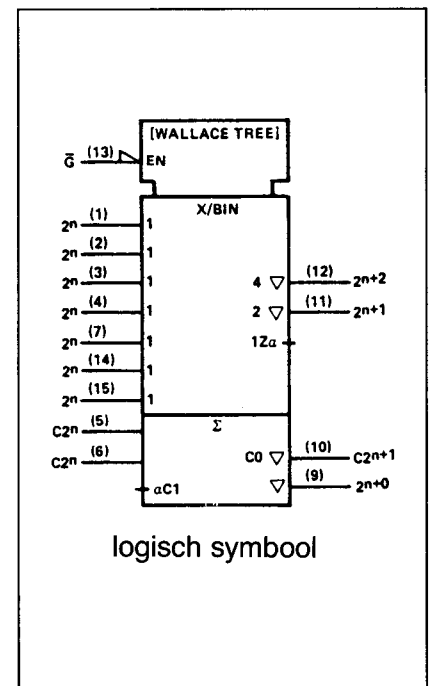 [WALLACE TREE]
G̅ (13) EN
X/BIN
2n (1) 1
2n (2) 1
2n (3) 1 4 ▽ (12) 2n+2
2n (4) 1 2 ▽ (11) 2n+1
2n (7) 1 1Zα
2n (14) 1
2n (15) 1
Σ
C2n (5)
C2n (6) CO ▽ (10) C2n+1
αC1 ▽ (9) 2n+0
logisch symbool